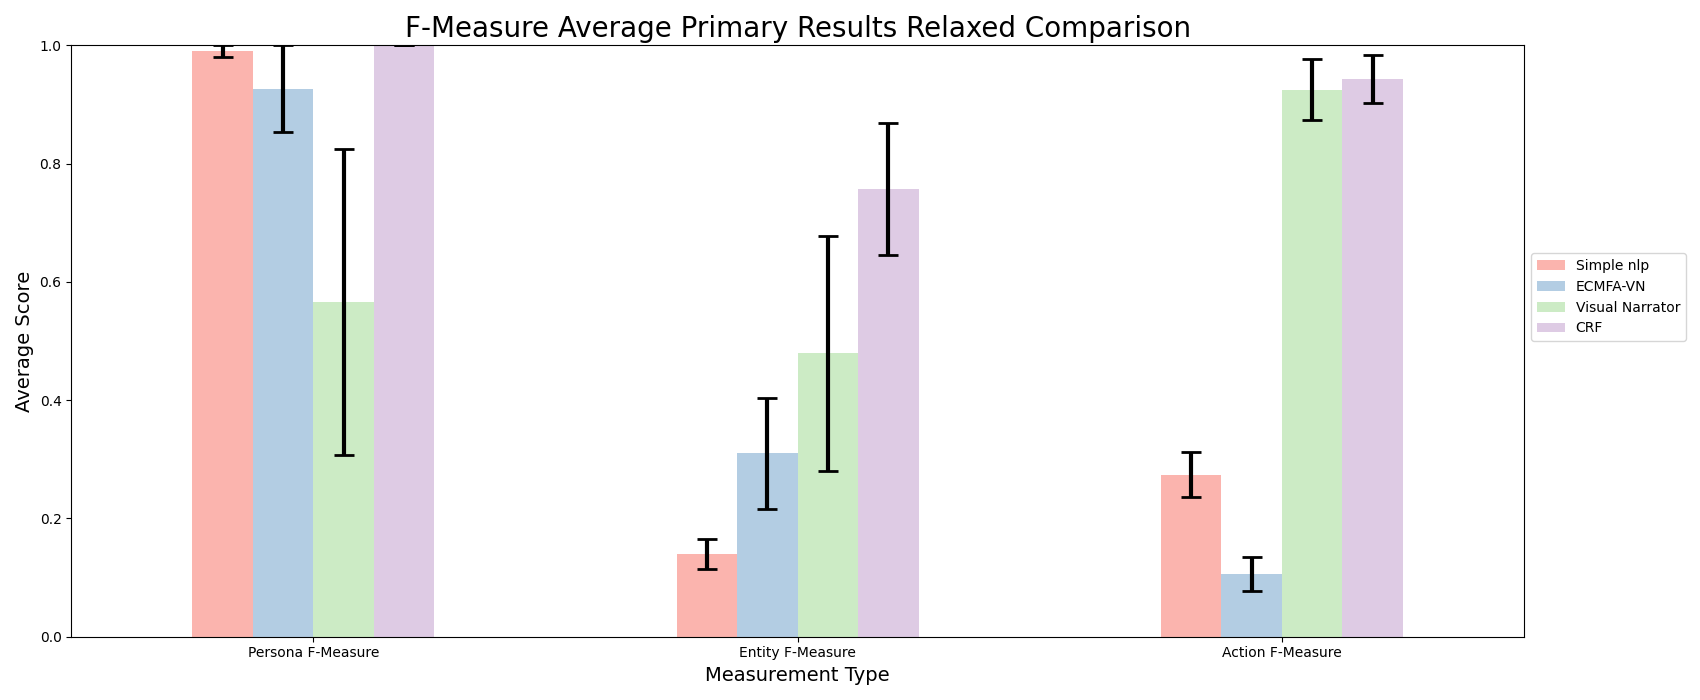 F-Measure Average Primary Results Relaxed Comparison
1.0
0.8
0.6
0.4
0.2
0.0
Average Score
Persona F-Measure
Entity F-Measure
Action F-Measure
Measurement Type
Simple nlp
ECMFA-VN
Visual Narrator
CRF